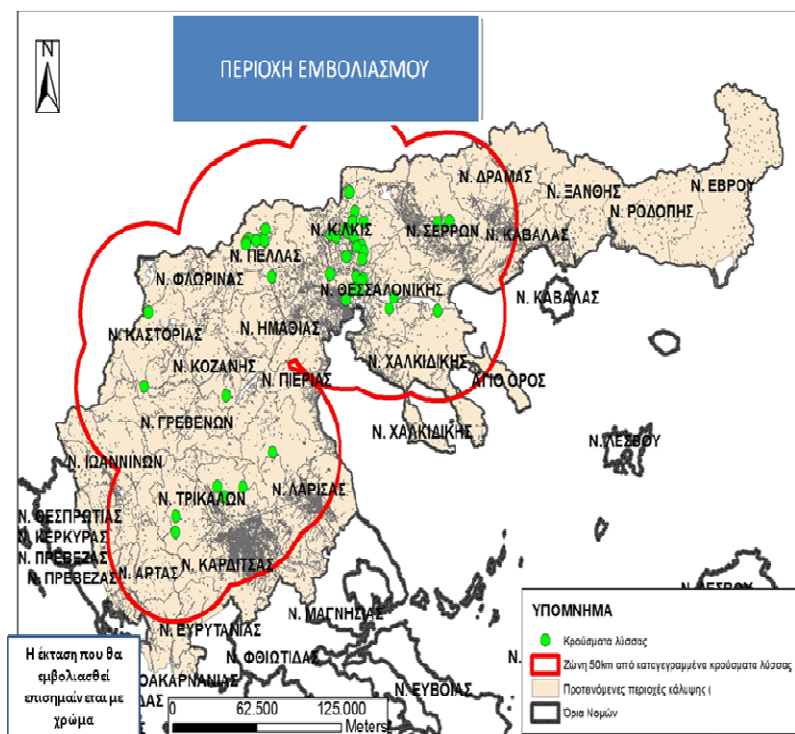 N
ΠΕΡΙΟΧΗ ΕΜΒΟΛΙΑΣΜΟΥ
Ν. ΔΡΑΜΑΣ
Ν. ΞΑΝΘΗΣ
Ν. ΕΒΡΟΥ
Ν. ΡΟΔΟΠΗΣ
Ν. ΚΙΛΚΙΣ
Ν. ΣΕΡΡΩΝ
Ν. ΚΑΒΑΛΑΣ
Ν. ΠΕΛΛΑΣ
Ν. ΦΛΩΡΙΝΑΣ
Ν. ΘΕΣΣΑΛΟΝΙΚΗΣ
Ν. ΚΑΒΑΛΑΣ
Ν. ΚΑΣΤΟΡΙΑΣ
Ν. ΗΜΑΘΙΑΣ
Ν. ΚΟΖΑΝΗΣ
Ν. ΧΑΛΚΙΔΙΚΗΣ
Ν. ΠΙΕΡΙΑΣ
ΑΓΙΟ ΟΡΟΣ
Ν. ΓΡΕΒΕΝΩΝ
Ν. ΧΑΛΚΙΔΙΚΗΣ
Ν. ΛΕΣΒΟΥ
Ν. ΙΩΑΝΝΙΝΩΝ
Ν. ΛΑΡΙΣΑΣ
Ν. ΤΡΙΚΑΛΩΝ
Ν. ΘΕΣΠΡΩΤΙΑΣ
Ν. ΚΕΡΚΥΡΑΣ
Ν. ΠΡΕΒΕΖΑΣ
Ν. ΚΑΡΔΙΤΣΑΣ
Ν. ΑΡΤΑΣ
Ν. ΠΡΕΒΕΖΑΣ
Ν. ΛΕΣΒΟΥ
Ν. ΜΑΓΝΗΣΙΑΣ
Ν. ΕΥΡΥΤΑΝΙΑΣ
Ν. ΦΘΙΩΤΙΔΑΣ
ΟΑΚΑΡΝΑΝΙΑΣ
Ν. ΕΥΒΟΙΑΣ
ΔΑΣ
Η έκταση που θα
εμβολιασθεί
επισημαίνεται με
χρώμα
0 62.500 125.000
Meters
ΥΠΟΜΝΗΜΑ
Κρούσματα λύσσας
Ζώνη 50km από καταγεγραμμένα κρούσματα λύσσας
Προτεινόμενες περιοχές κάλυψης (
Όρια Νομών